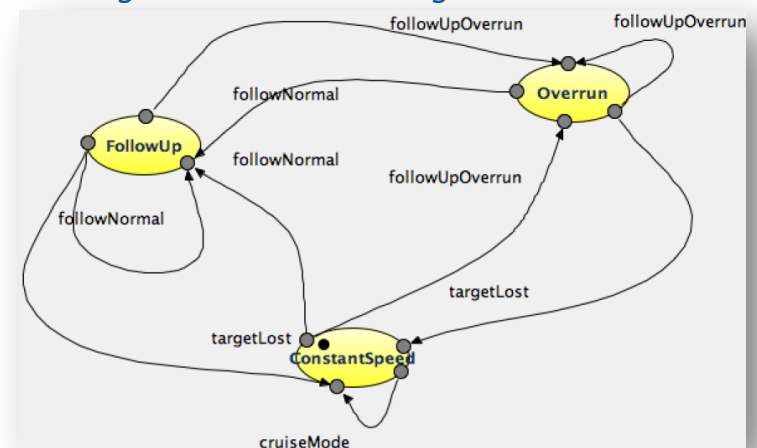 followUpOverrun
followUpOverrun
followNormal
Overrun
FollowUp
followNormal
followUpOverrun
followNormal
targetLost
targetLost
ConstantSpeed
cruiseMode